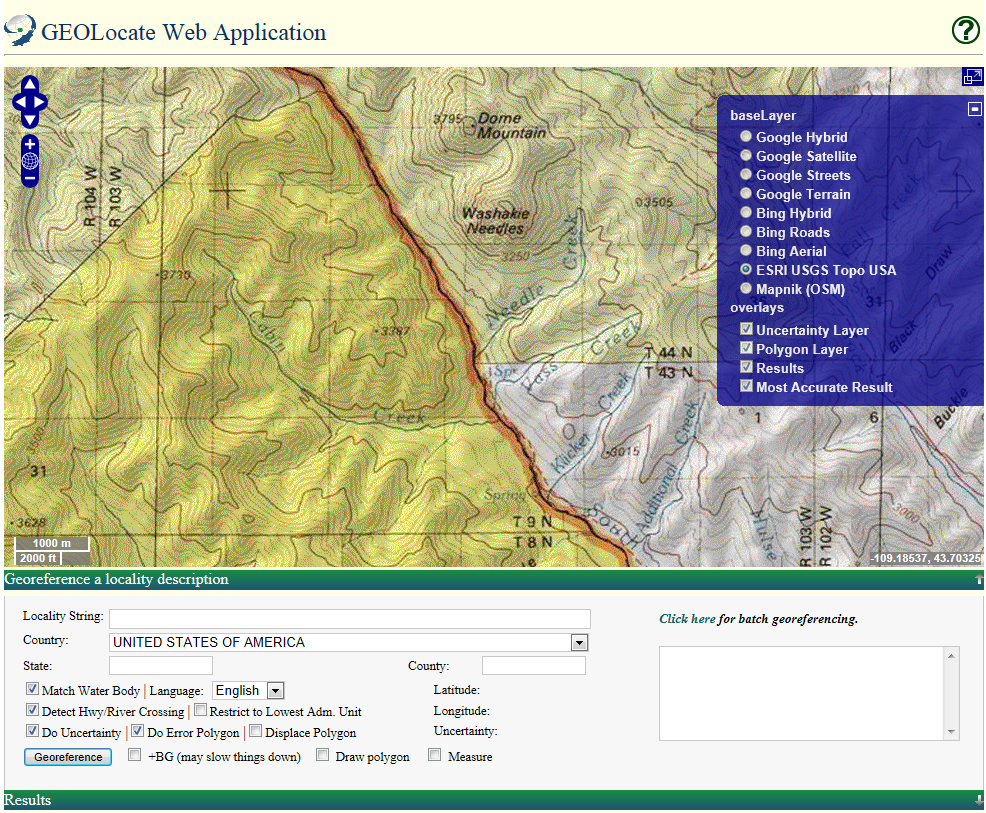 GEOLocate Web Application
?
3795
Dome
Mountain
baseLayer
Google Hybrid
Google Satellite
Google Streets
Google Terrain
Bing Hybrid
Bing Roads
Bing Aerial
ESRI USGS Topo USA
Mapnik (OSM)
overlays
Uncertainty Layer
Polygon Layer
Results
Most Accurate Result
R 104 W
R 103 W
Washakie
Needles
3250
3505
Creek
Needle
3387
Creek
Pass
T 44 N
T 43 N
Spr
Creek
Creek
Klicker
3015
Additional
Creek
31
3628
Spring
T 9 N
T 8 N
South
R 103 W
R 102 W
3000
31
Draw
Black
Buckle
1
6
1000 m
2000 ft
-109.18537, 43.70325
Georeference a locality description
Locality String:
Country:
UNITED STATES OF AMERICA
State:
County:
Match Water Body | Language: English
Detect Hwy/River Crossing | Restrict to Lowest Adm. Unit
Do Uncertainty | Do Error Polygon | Displace Polygon
Latitude:
Longitude:
Uncertainty:
Georeference
+BG (may slow things down)
Draw polygon
Measure
Click here for batch georeferencing.
Results